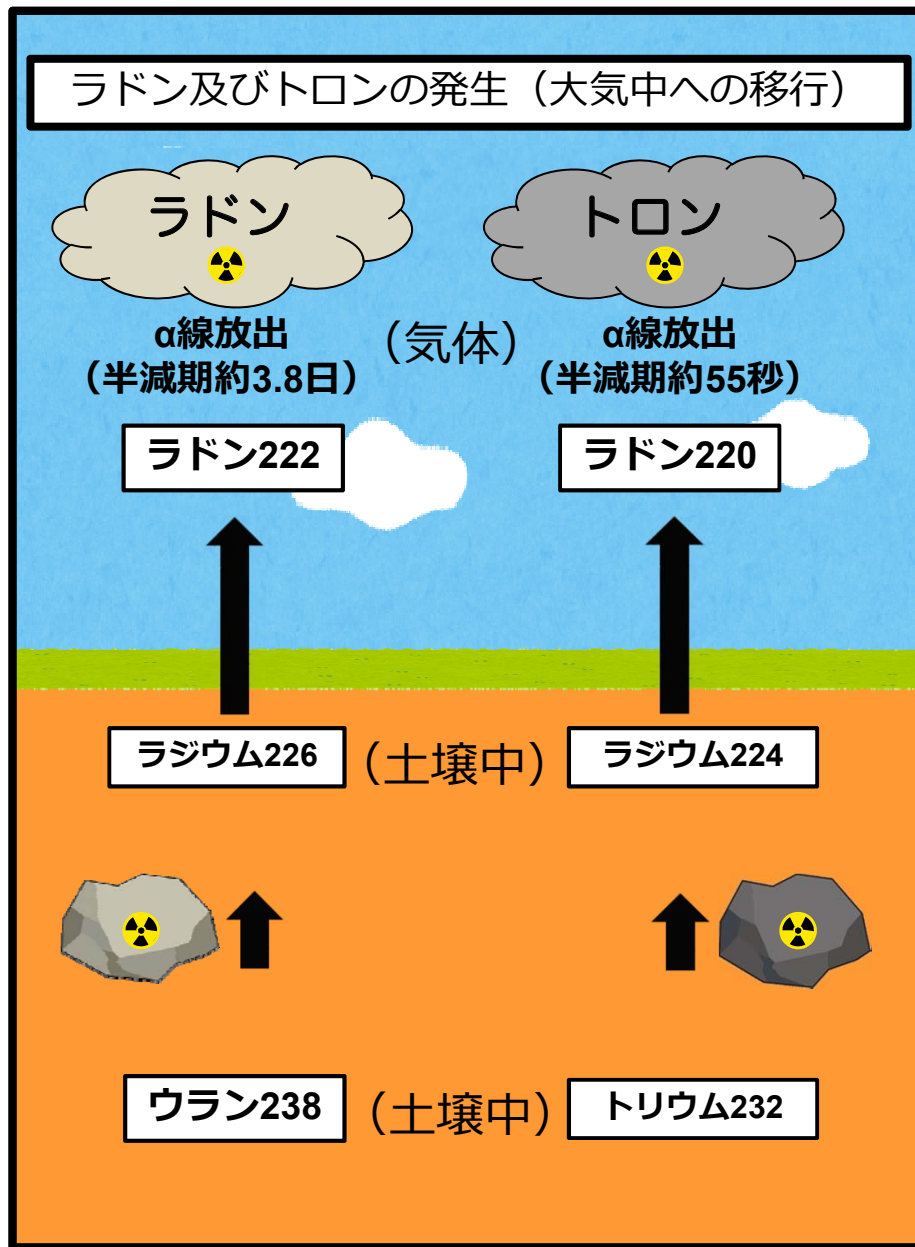 ラドン及びトロンの発生（大気中への移行）
ラドン
トロン
α線放出
（半減期約3.8日）
（気体）
α線放出
（半減期約55秒）
ラドン222
ラドン220
ラジウム226
（土壌中）
ラジウム224
ウラン238
（土壌中）
トリウム232